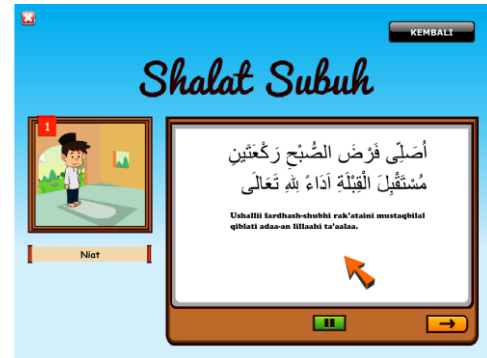 KEMBALI
Shalat Subuh
1
Niat
أُصَلِّى فَرْضَ الصُّبْحِ رَكْعَتَيْنِ
مُسْتَقْبِلَ الْقِبْلَةِ اَدَاءً لِلَّهِ تَعَالَى
Ushallii fardhash-shubhi rak'ataini mustaqbilal
qiblati adaa-an lillaahi ta'aalaa.